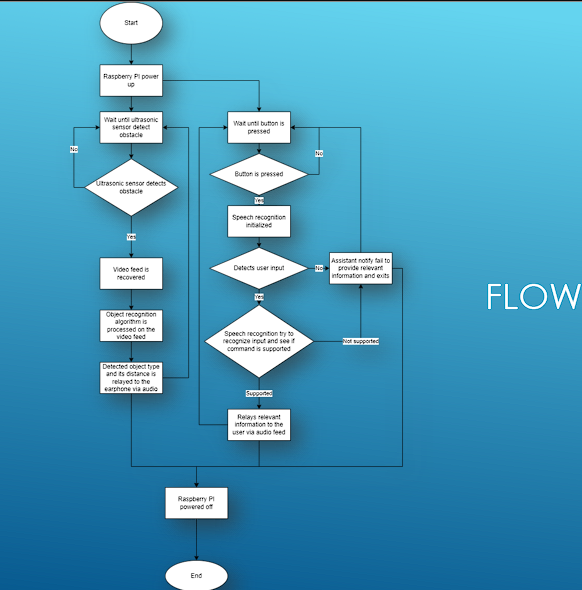 Start
Raspberry PI power
up
Wait until ultrasonic
sensor detect
obstacle
No
Ultrasonic sensor detects
obstacle
Yes
Video feed is
recovered
Object recognition
algorithm is
processed on the
video feed
Detected object type
and its distance is
relayed to the
earphone via audio
Wait until button is
pressed
No
Button is pressed
Yes
Speech recognition
initialized
Detects user input
No
Assistant notify fail to
provide relevant
information and exits
Yes
Speech recognition try to
recognize input and see if
command is supported
Not supported
Supported
Relays relevant
information to the
user via audio feed
Raspberry PI
powered off
End
FLOW